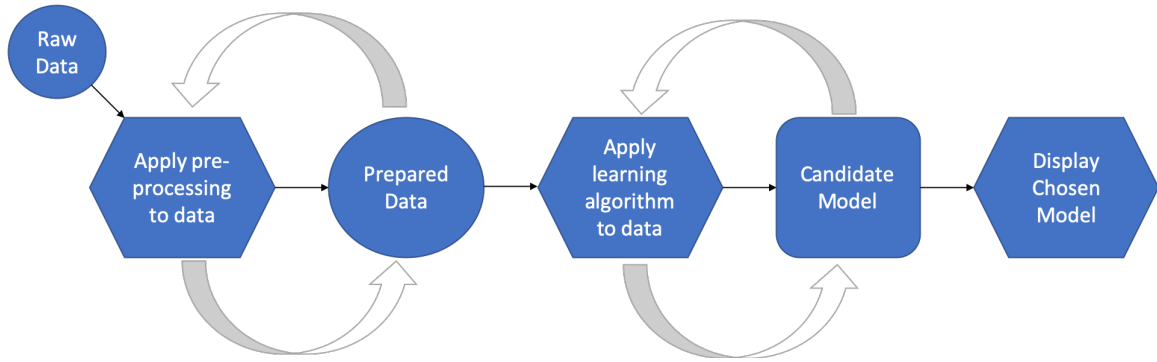 Raw
Data
Apply pre-
processing
to data
Prepared
Data
Apply
learning
algorithm
to data
Candidate
Model
Display
Chosen
Model